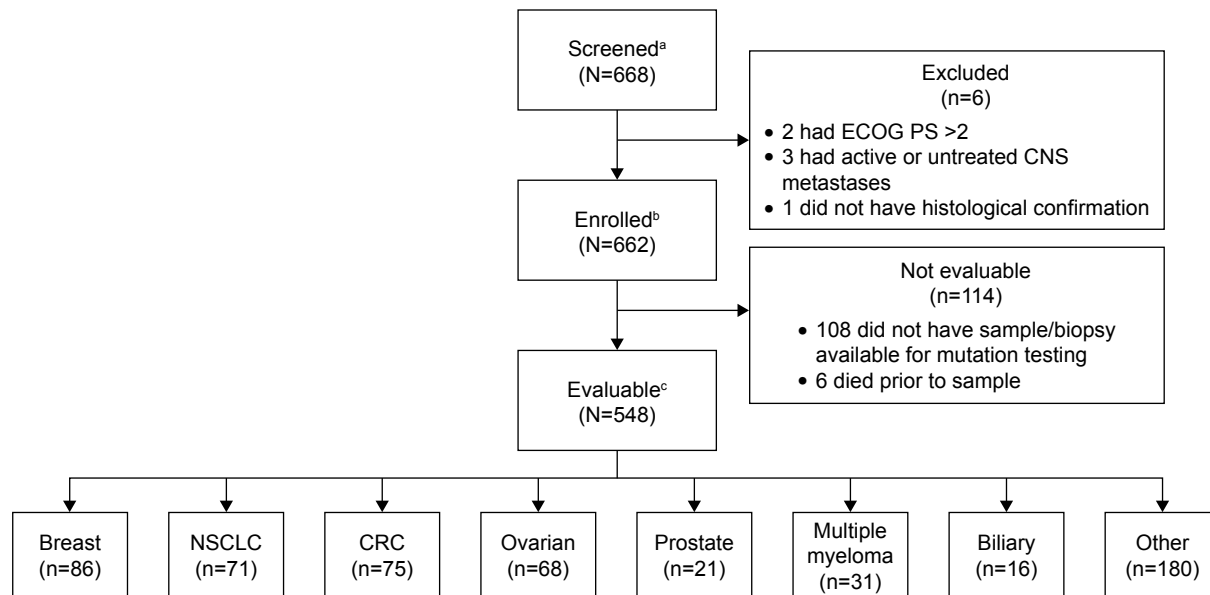 Screenedᵃ
(N=668)
Excluded
(n=6)
• 2 had ECOG PS >2
• 3 had active or untreated CNS
metastases
• 1 did not have histological confirmation
Enrolledᵇ
(N=662)
Not evaluable
(n=114)
• 108 did not have sample/biopsy
available for mutation testing
• 6 died prior to sample
Evaluableᶜ
(N=548)
Breast
(n=86)
NSCLC
(n=71)
CRC
(n=75)
Ovarian
(n=68)
Prostate
(n=21)
Multiple
myeloma
(n=31)
Biliary
(n=16)
Other
(n=180)